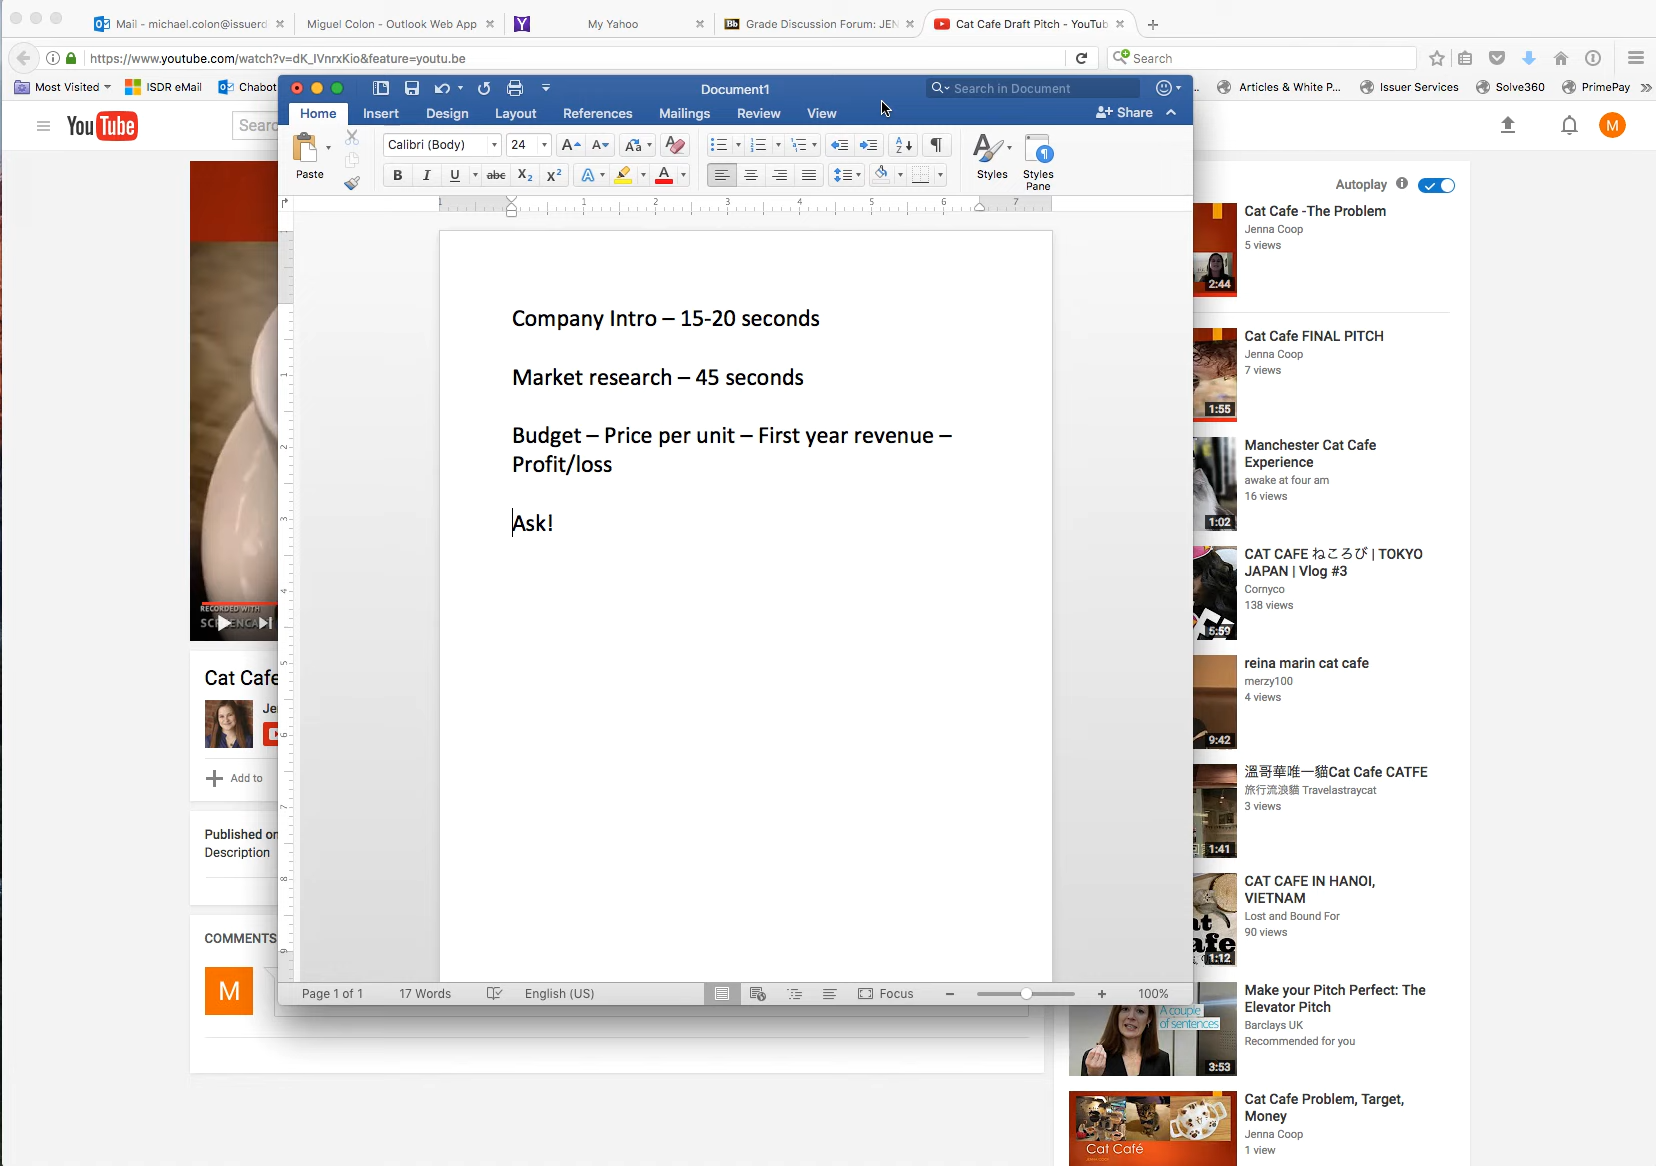 Mail - michael.colon@issuerd
Miguel Colon - Outlook Web App
My Yahoo
Bb Grade Discussion Forum: JEN
Cat Cafe Draft Pitch - YouTub
https://www.youtube.com/watch?v=dK_IVnrxKio&feature=youtu.be
Search
Most Visited
ISDR eMail
Chabot
Articles & White P...
Issuer Services
Solve360
PrimePay
Document1
Search in Document
Home Insert Design Layout References Mailings Review View
Share
YouTube
Sear
M
Paste
Calibri (Body)
24
Styles
Styles Pane
Autoplay
Company Intro – 15-20 seconds
Market research – 45 seconds
Budget – Price per unit – First year revenue –
Profit/loss
Ask!
RECORDED WITH
Cat Cafe
Je
Add to
Published on
Description
COMMENTS
M
Page 1 of 1
17 Words
English (US)
Focus
100%
Cat Cafe -The Problem
Jenna Coop
5 views
2:44
Cat Cafe FINAL PITCH
Jenna Coop
7 views
1:55
Manchester Cat Cafe
Experience
awake at four am
16 views
1:02
CAT CAFE ねころび | TOKYO
JAPAN | Vlog #3
Cornyco
138 views
5:59
reina marin cat cafe
merzy100
4 views
9:42
溫哥華唯一貓Cat Cafe CATFE
旅行流浪貓 Travelastraycat
3 views
1:41
CAT CAFE IN HANOI,
VIETNAM
Lost and Bound For
90 views
1:12
Make your Pitch Perfect: The
Elevator Pitch
Barclays UK
Recommended for you
A couple
of sentences
3:53
Cat Cafe Problem, Target,
Money
Jenna Coop
1 view
Cat Café